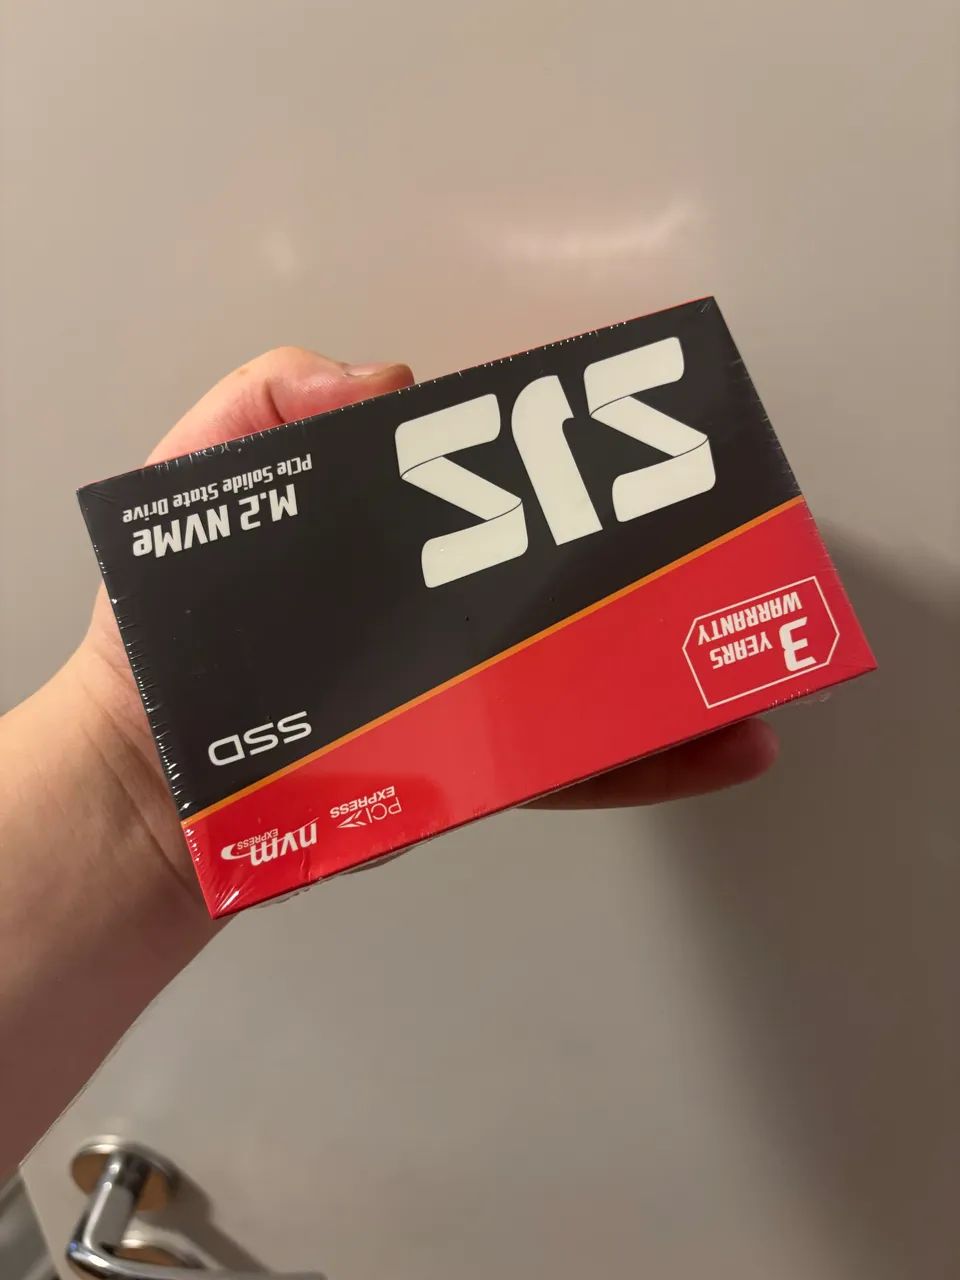 3 YEARS
WARRANTY
PCI
EXPRESS
nvm
EXPRESS
SSD
M.2 NVMe
PCIe Solide State Drive